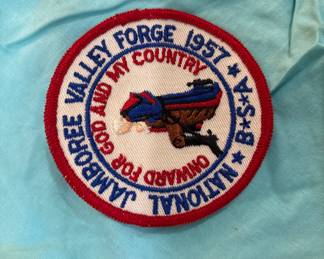 NATIONAL JAMBOREE VALLEY FORGE 1957 ★ B★S★A ★
ONWARD FOR GOD AND MY COUNTRY